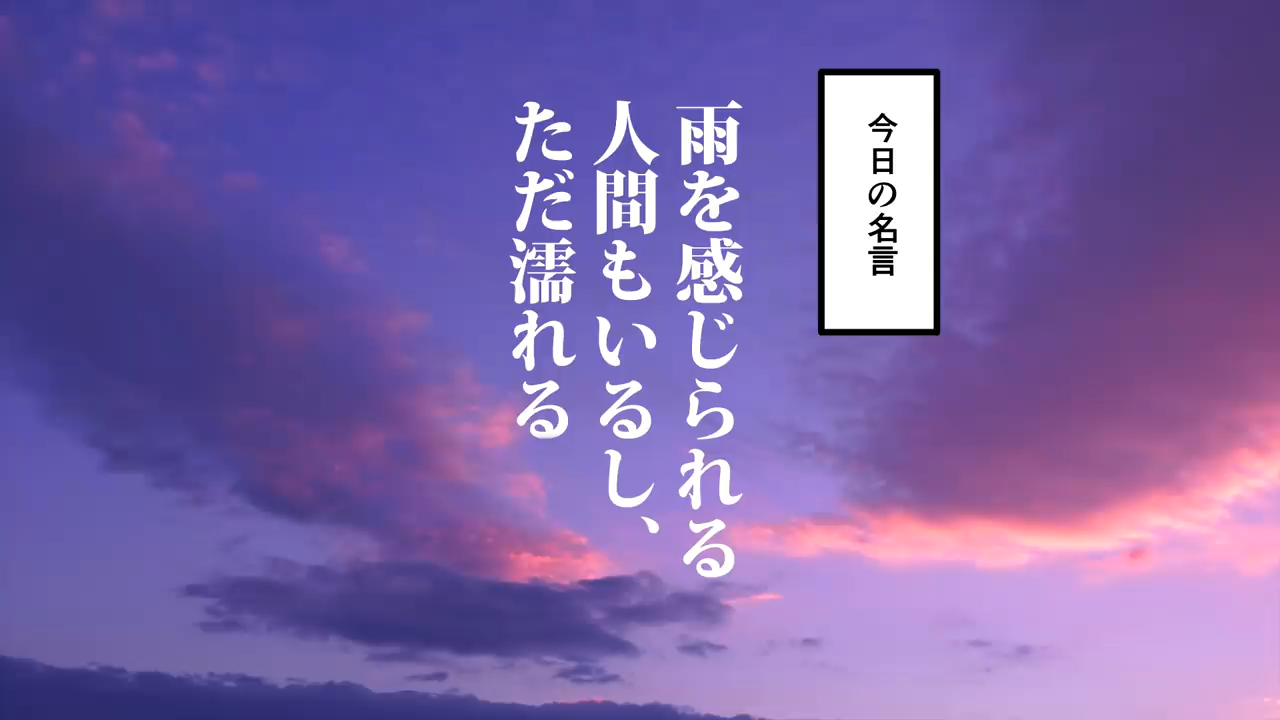 今日の名言
雨を感じられる
人間もいるし、
ただ濡れる